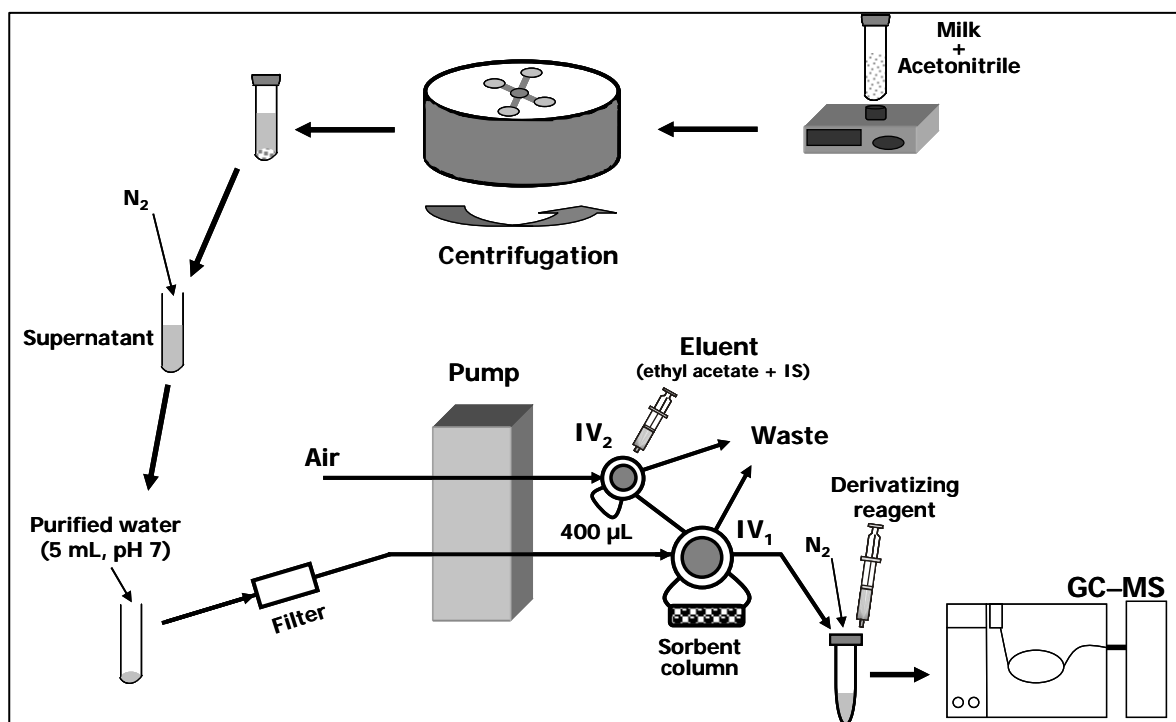 Milk
+
Acetonitrile
Centrifugation
N₂
Supernatant
Purified water
(5 mL, pH 7)
Filter
Air
Pump
Eluent
(ethyl acetate + IS)
IV₂
Waste
400 µL
IV₁
Sorbent
column
Derivatizing
reagent
N₂
GC–MS